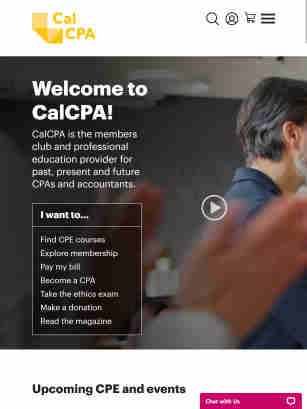 Cal
CPA
Welcome to
CalCPA!
CalCPA is the members
club and professional
education provider for
past, present and future
CPAs and accountants.
I want to...
Find CPE courses
Explore membership
Pay my bill
Become a CPA
Take the ethics exam
Make a donation
Read the magazine
Upcoming CPE and events
Chat with Us